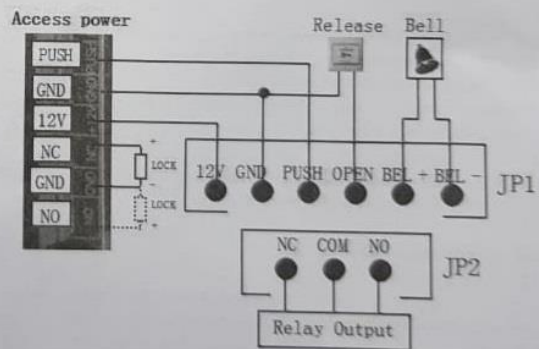 Access power
Release Bell
PUSH
GND
12V
NC
GND
NO
LOCK
LOCK
12V GND PUSH OPEN BEL + BEL -
JP1
NC COM NO
JP2
Relay Output